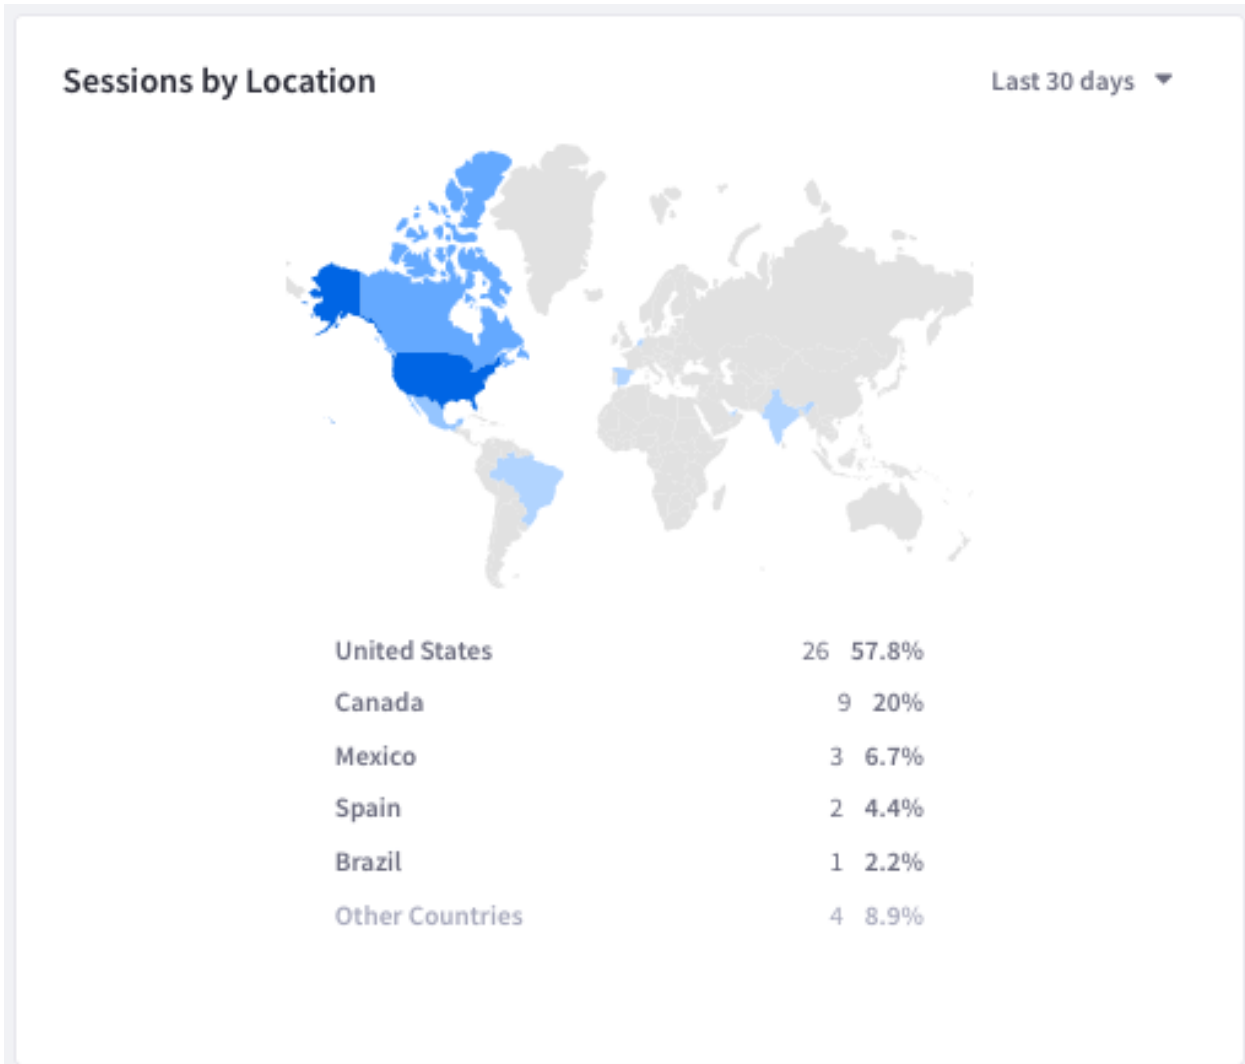 Sessions by Location
Last 30 days
United States 26 57.8%
Canada 9 20%
Mexico 3 6.7%
Spain 2 4.4%
Brazil 1 2.2%
Other Countries 4 8.9%